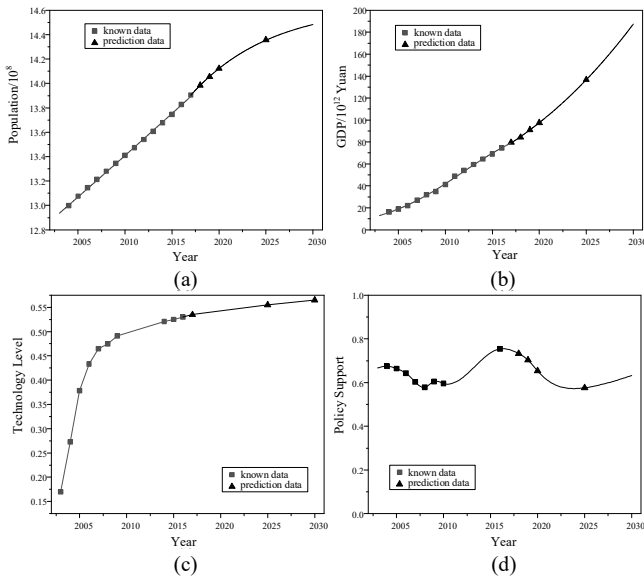 14.6
14.4
14.2
14.0
13.8
13.6
13.4
13.2
13.0
12.8
Population/10⁸
known data
prediction data
2005 2010 2015 2020 2025 2030
Year
(a)
200
180
160
140
120
100
80
60
40
20
0
GDP/10¹² Yuan
known data
prediction data
2005 2010 2015 2020 2025 2030
Year
(b)
0.55
0.50
0.45
0.40
0.35
0.30
0.25
0.20
0.15
Technology Level
known data
prediction data
2005 2010 2015 2020 2025 2030
Year
(c)
1.0
0.8
0.6
0.4
0.2
0.0
Policy Support
known data
prediction data
2005 2010 2015 2020 2025 2030
Year
(d)